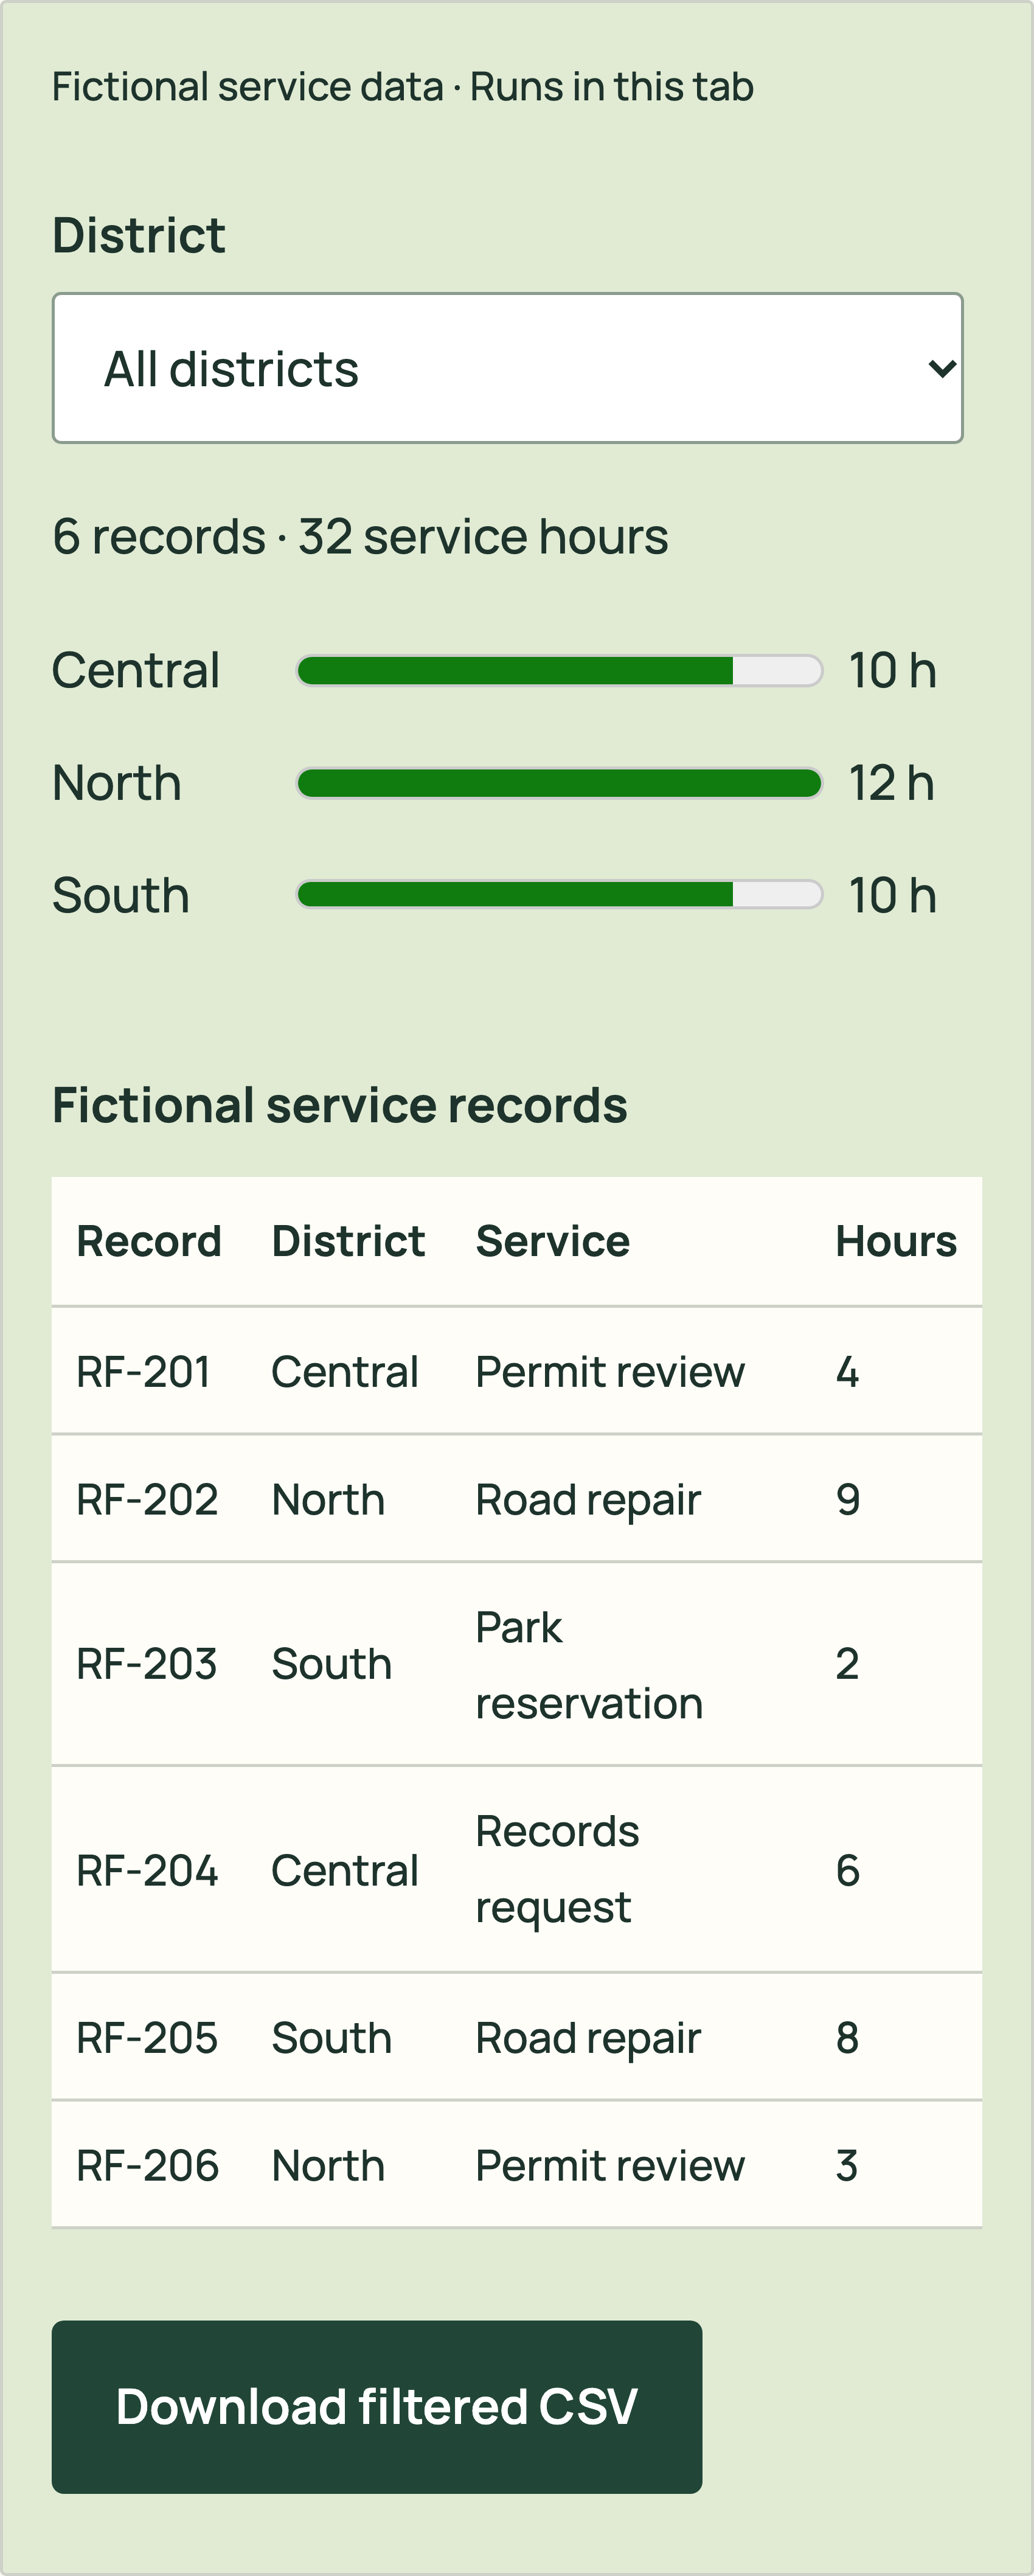 Fictional service data · Runs in this tab
District
All districts
6 records · 32 service hours
Central 10 h
North 12 h
South 10 h
Fictional service records
Record District Service Hours
RF-201 Central Permit review 4
RF-202 North Road repair 9
RF-203 South Park reservation 2
RF-204 Central Records request 6
RF-205 South Road repair 8
RF-206 North Permit review 3
Download filtered CSV